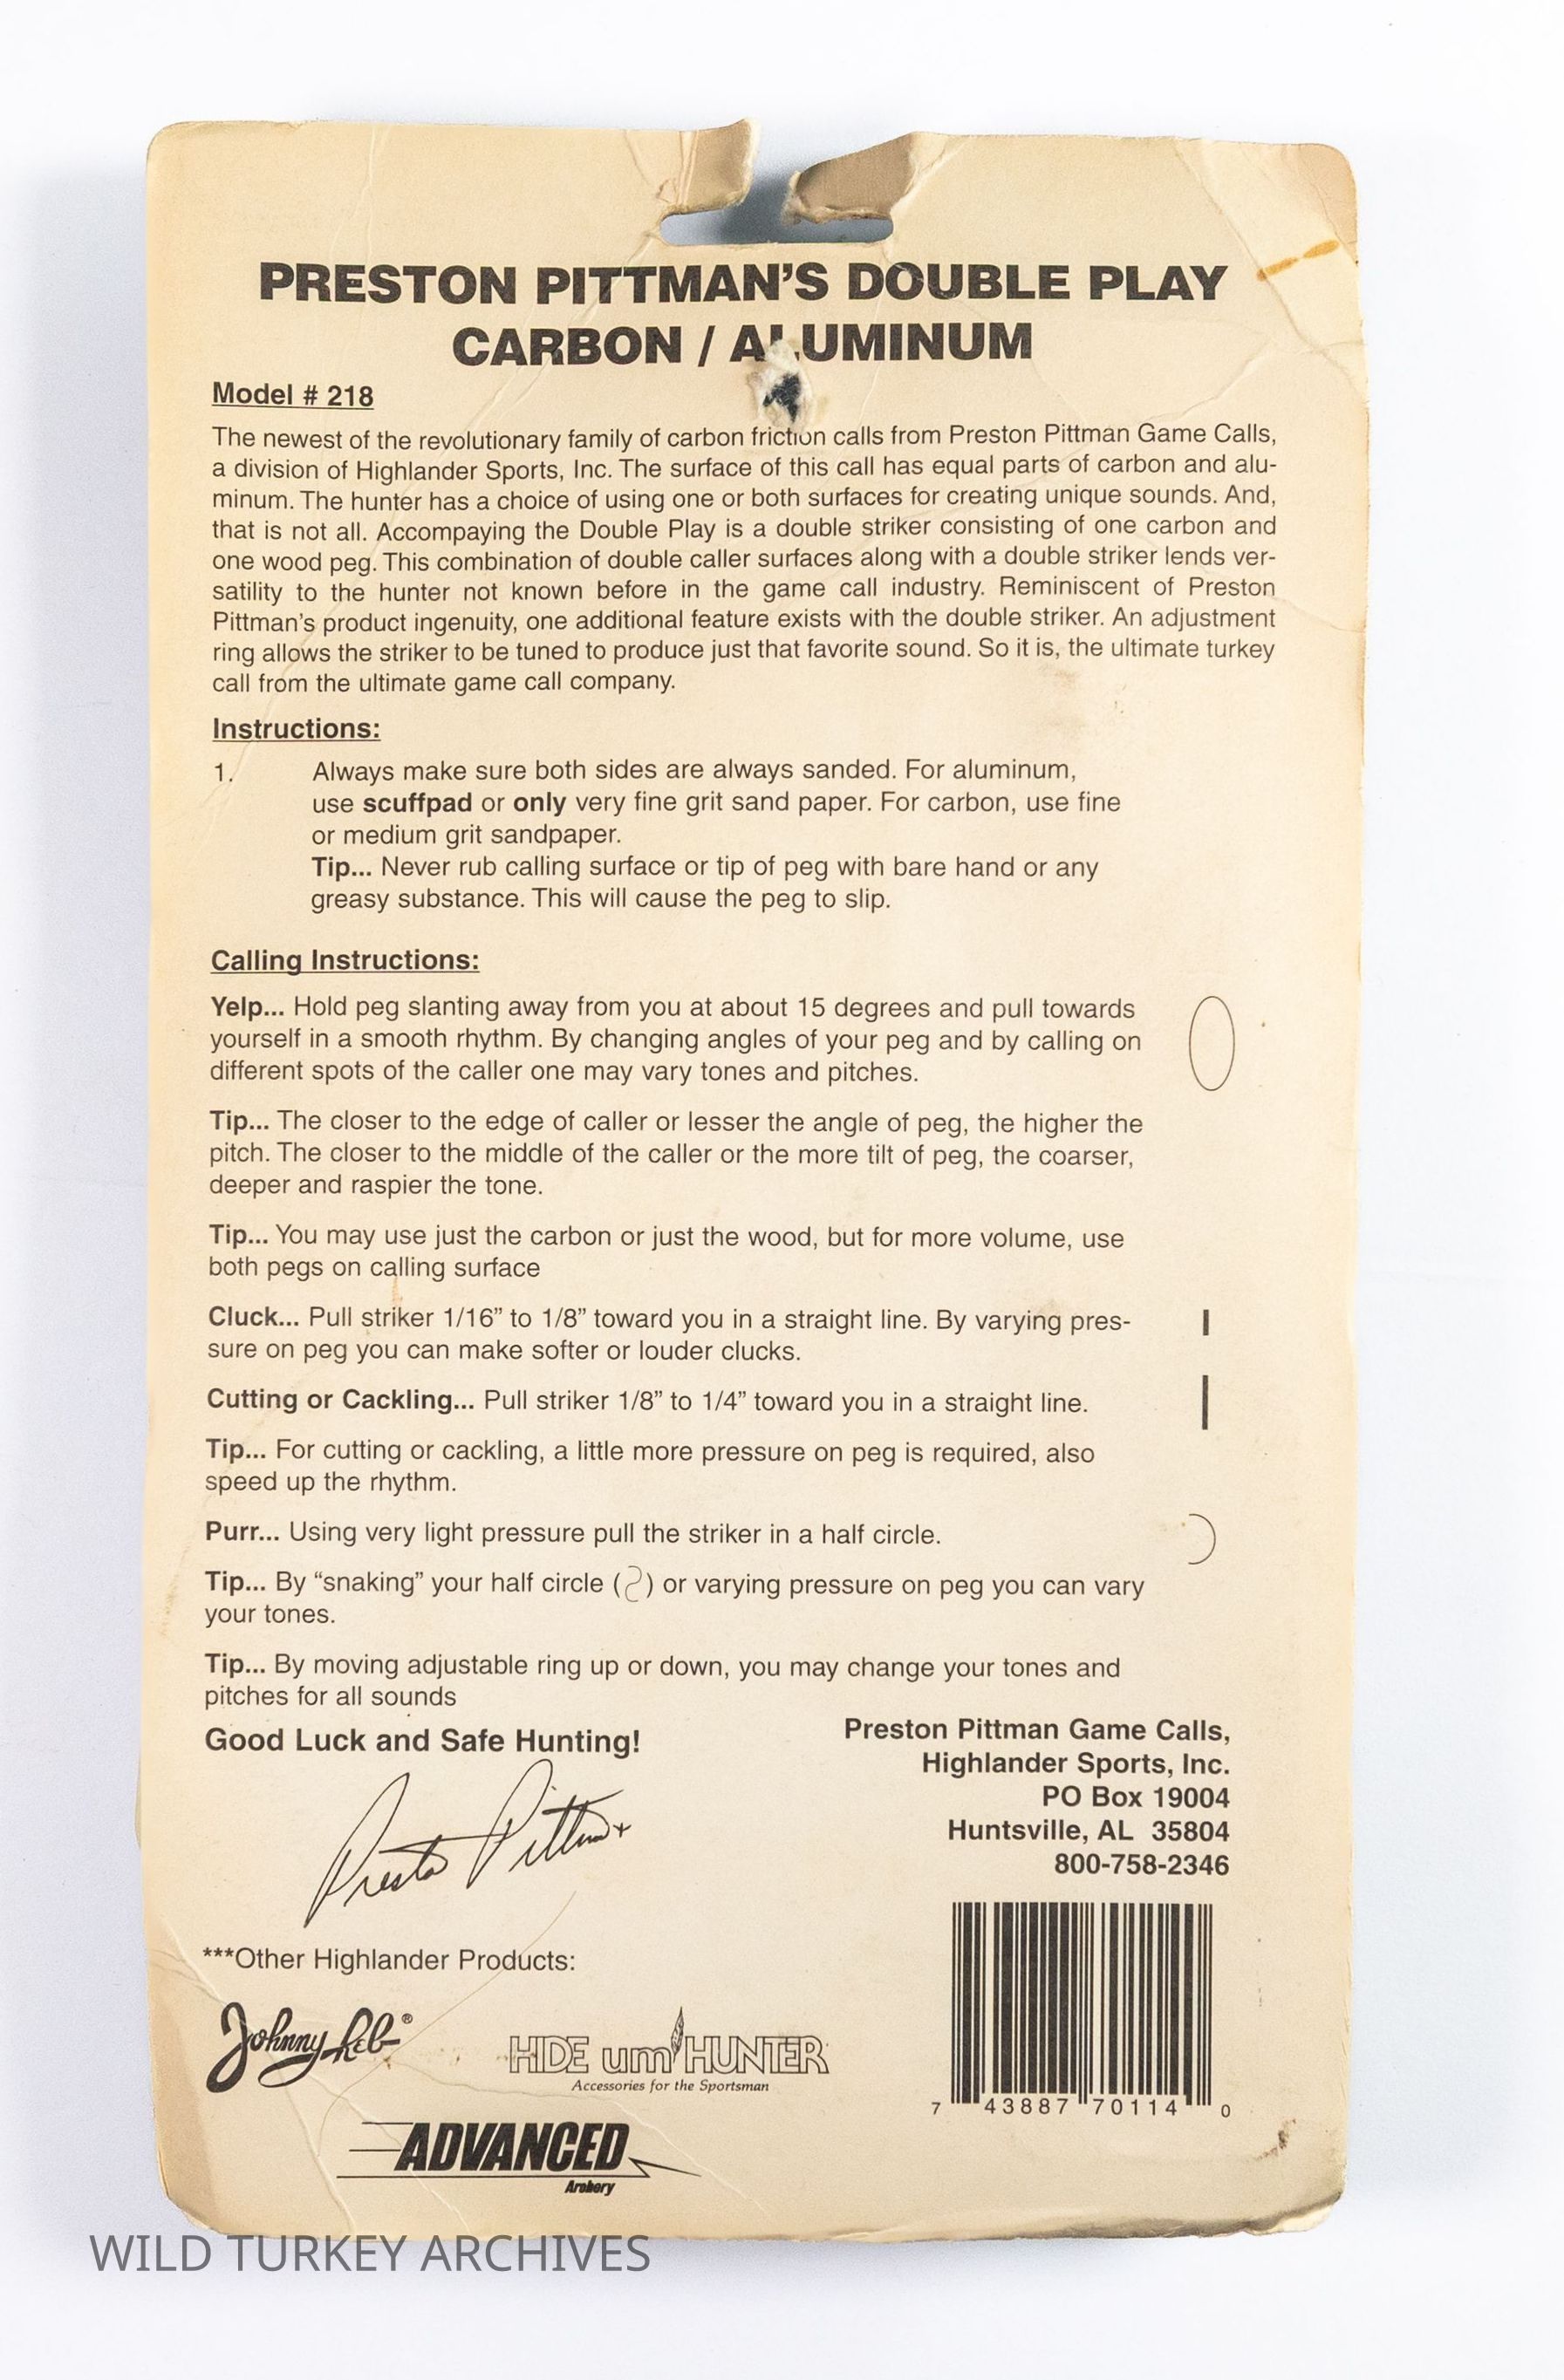 PRESTON PITTMAN'S DOUBLE PLAY
CARBON / ALUMINUM
Model # 218
The newest of the revolutionary family of carbon friction calls from Preston Pittman Game Calls,
a division of Highlander Sports, Inc. The surface of this call has equal parts of carbon and alu-
minum. The hunter has a choice of using one or both surfaces for creating unique sounds. And,
that is not all. Accompaying the Double Play is a double striker consisting of one carbon and
one wood peg. This combination of double caller surfaces along with a double striker lends ver-
satility to the hunter not known before in the game call industry. Reminiscent of Preston
Pittman's product ingenuity, one additional feature exists with the double striker. An adjustment
ring allows the striker to be tuned to produce just that favorite sound. So it is, the ultimate turkey
call from the ultimate game call company.
Instructions:
1. Always make sure both sides are always sanded. For aluminum,
use scuffpad or only very fine grit sand paper. For carbon, use fine
or medium grit sandpaper.
Tip... Never rub calling surface or tip of peg with bare hand or any
greasy substance. This will cause the peg to slip.
Calling Instructions:
Yelp... Hold peg slanting away from you at about 15 degrees and pull towards
yourself in a smooth rhythm. By changing angles of your peg and by calling on
different spots of the caller one may vary tones and pitches.
Tip... The closer to the edge of caller or lesser the angle of peg, the higher the
pitch. The closer to the middle of the caller or the more tilt of peg, the coarser,
deeper and raspier the tone.
Tip... You may use just the carbon or just the wood, but for more volume, use
both pegs on calling surface
Cluck... Pull striker 1/16" to 1/8" toward you in a straight line. By varying pres-
sure on peg you can make softer or louder clucks.
Cutting or Cackling... Pull striker 1/8" to 1/4" toward you in a straight line.
Tip... For cutting or cackling, a little more pressure on peg is required, also
speed up the rhythm.
Purr... Using very light pressure pull the striker in a half circle.
Tip... By "snaking" your half circle ( ) or varying pressure on peg you can vary
your tones.
Tip... By moving adjustable ring up or down, you may change your tones and
pitches for all sounds
Good Luck and Safe Hunting!
Preston Pittman
Preston Pittman Game Calls,
Highlander Sports, Inc.
PO Box 19004
Huntsville, AL 35804
800-758-2346
***Other Highlander Products:
Johnny Reb®
HIDE um HUNTER
Accessories for the Sportsman
ADVANCED
Archery
7 43887 70114 0
WILD TURKEY ARCHIVES